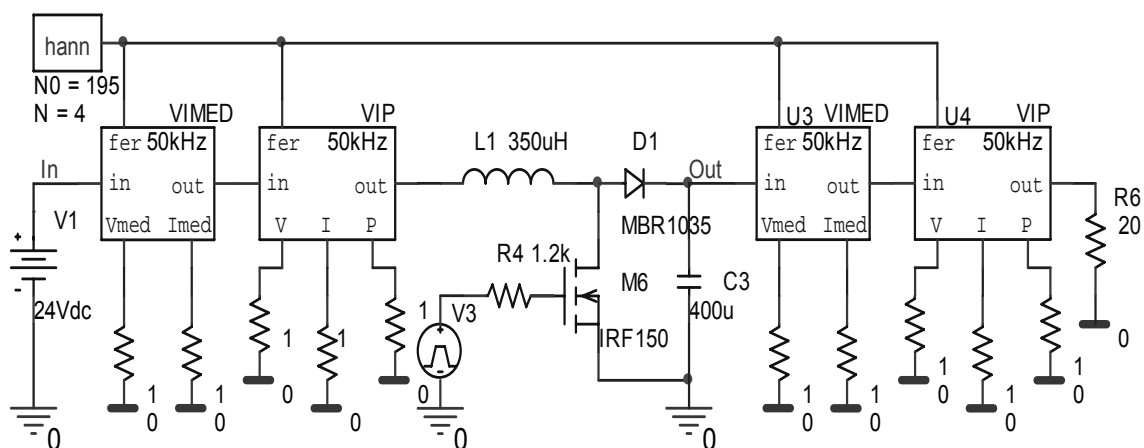 hann
N0 = 195
N = 4
VIMED
VIP
U3
VIMED
U4
VIP
fer
50kHz
fer
50kHz
L1 350uH
D1
fer
50kHz
fer
50kHz
In
in
out
in
out
Out
in
out
in
out
R6
20
V1
Vmed
Imed
V
I
P
MBR1035
Vmed
Imed
V
I
P
R4 1.2k
M6
C3
400u
24Vdc
1
V3
IRF150
1
1
0
0
0
0
0
1
0
1
0
0
0
0
1
0
1
0
1
0
1
0
1
0